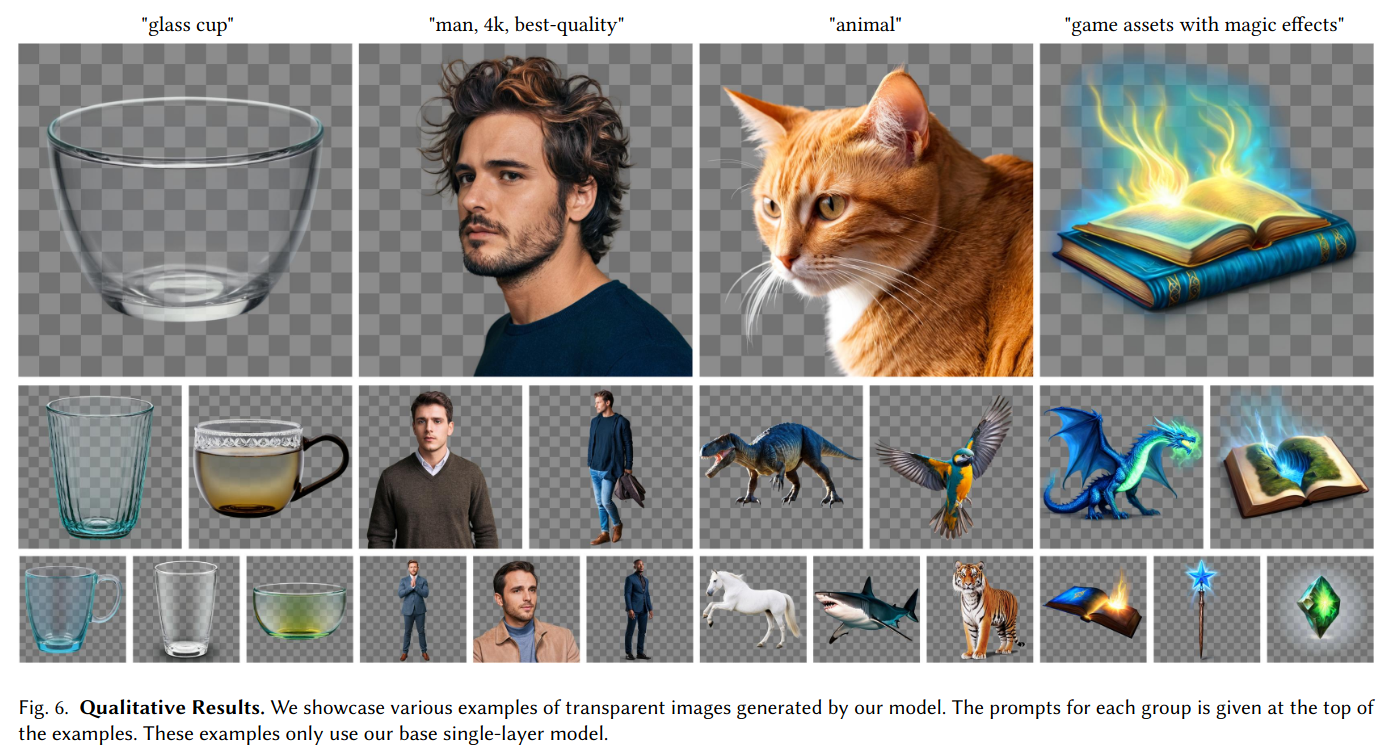 "glass cup"
"man, 4k, best-quality"
"animal"
"game assets with magic effects"
Fig. 6. Qualitative Results. We showcase various examples of transparent images generated by our model. The prompts for each group is given at the top of
the examples. These examples only use our base single-layer model.